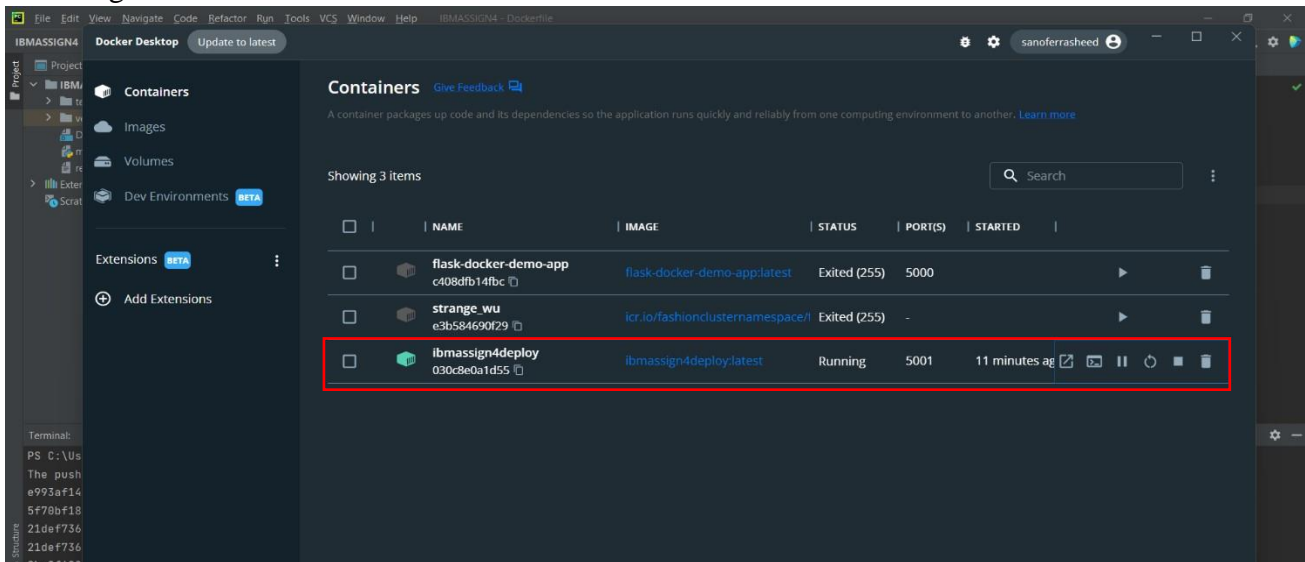 File Edit View Navigate Code Refactor Run Tools VCS Window Help IBMASSIGN4 - Dockerfile
IBMASSIGN4
Docker Desktop Update to latest sanoferrasheed
Project
Project
Containers
Images
Volumes
Dev Environments BETA
Extensions BETA
Add Extensions
Containers Give Feedback
A container packages up code and its dependencies so the application runs quickly and reliably from one computing environment to another. Learn more
Showing 3 items
Search
NAME IMAGE STATUS PORT(S) STARTED
flask-docker-demo-app flask-docker-demo-app:latest Exited (255) 5000
c408dfb14fbc
strange_wu icr.io/fashionclusternamespace/ Exited (255) -
e3b584690f29
ibmassign4deploy ibmassign4deploy:latest Running 5001 11 minutes ag
030c8e0a1d55
Terminal:
PS C:\Us
The push
e993af14
5f70bf18
21def736
21def736
Structure